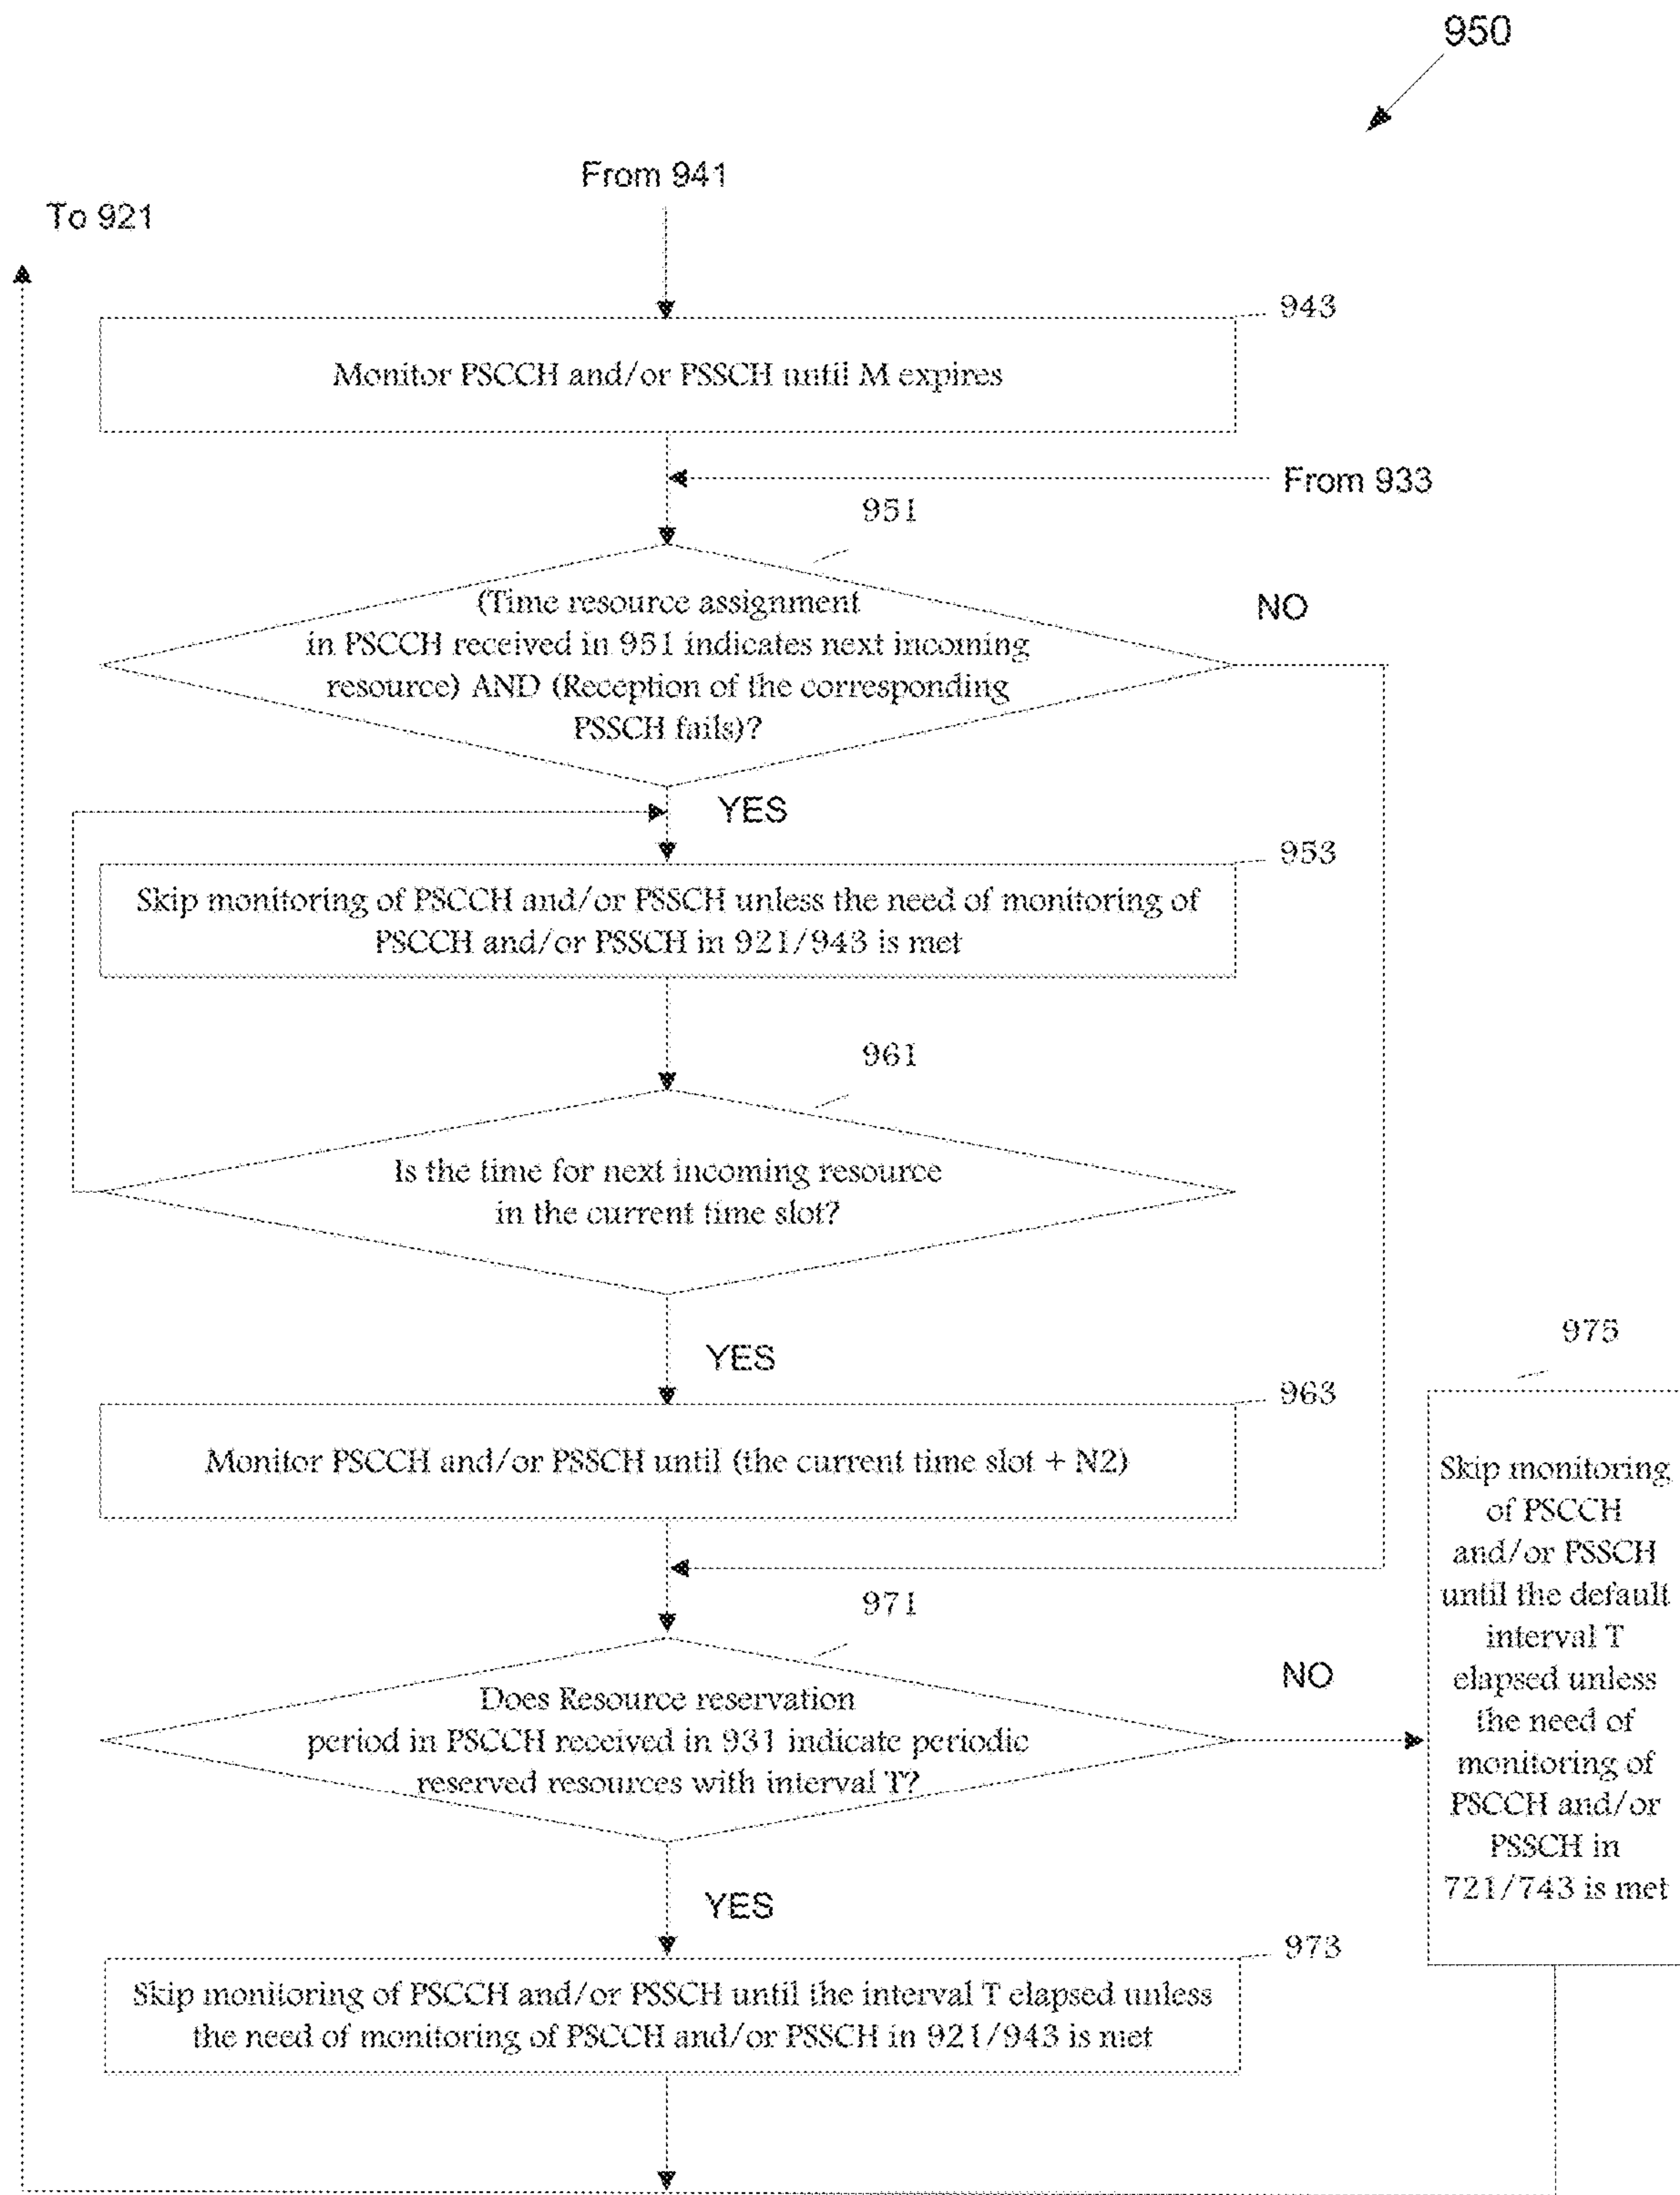 950
From 941
To 921
943
Monitor PSCCH and/or PSSCH until M expires
From 933
951
(Time resource assignment
in PSCCH received in 951 indicates next incoming
resource) AND (Reception of the corresponding
PSSCH fails)?
NO
YES
953
Skip monitoring of PSCCH and/or PSSCH unless the need of monitoring of
PSCCH and/or PSSCH in 921/943 is met
961
Is the time for next incoming resource
in the current time slot?
YES
963
Monitor PSCCH and/or PSSCH until (the current time slot + N2)
971
Does Resource reservation
period in PSCCH received in 931 indicate periodic
reserved resources with interval T?
NO
975
Skip monitoring
of PSCCH
and/or PSSCH
until the default
interval T
elapsed unless
the need of
monitoring of
PSCCH and/or
PSSCH in
721/743 is met
YES
973
Skip monitoring of PSCCH and/or PSSCH until the interval T elapsed unless
the need of monitoring of PSCCH and/or PSSCH in 921/943 is met